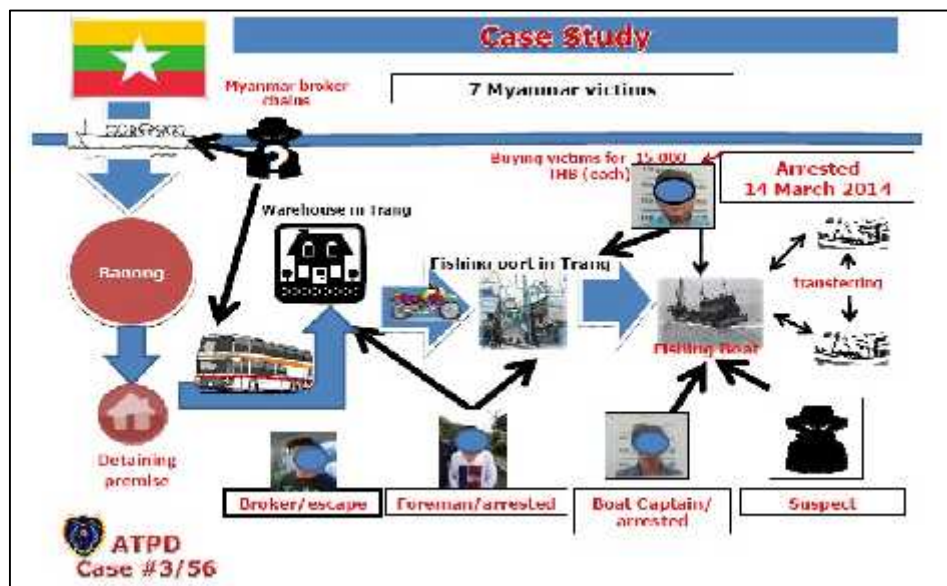 Case Study
Myanmar broker
chains
7 Myanmar victims
Buying victims for 15,000
THB (each)
Arrested
14 March 2014
Warehouse in Trang
Ranong
Fishing port in Trang
transferring
Fishing Boat
Detaining
premise
Broker/escape
Foreman/arrested
Boat Captain/
arrested
Suspect
ATPD
Case #3/56